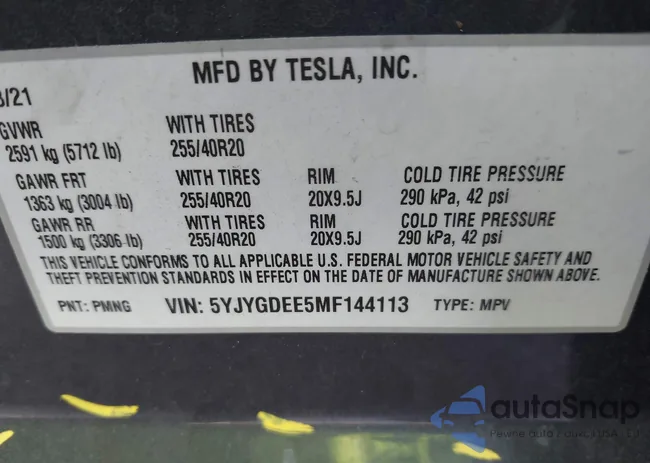 MFD BY TESLA, INC.
3/21
GVWR WITH TIRES
2591 kg (5712 lb) 255/40R20
GAWR FRT WITH TIRES RIM COLD TIRE PRESSURE
1363 kg (3004 lb) 255/40R20 20X9.5J 290 kPa, 42 psi
GAWR RR WITH TIRES RIM COLD TIRE PRESSURE
1500 kg (3306 lb) 255/40R20 20X9.5J 290 kPa, 42 psi
THIS VEHICLE CONFORMS TO ALL APPLICABLE U.S. FEDERAL MOTOR VEHICLE SAFETY AND
THEFT PREVENTION STANDARDS IN EFFECT ON THE DATE OF MANUFACTURE SHOWN ABOVE.
PNT: PMNG VIN: 5YJYGDEE5MF144113 TYPE: MPV
autoSnap
Pewne auto